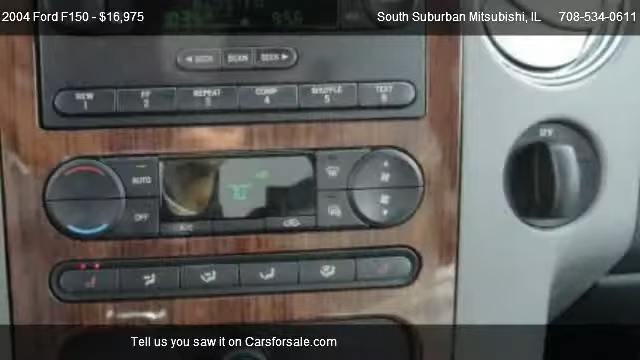 2004 Ford F150 - $16,975 South Suburban Mitsubishi, IL 708-534-0611
◄ SEEK SCAN SEEK ►
REW FF REPEAT COMP SHUFFLE TEXT
1 2 3 4 5 6
AUTO
OFF
A/C
Tell us you saw it on Carsforsale.com